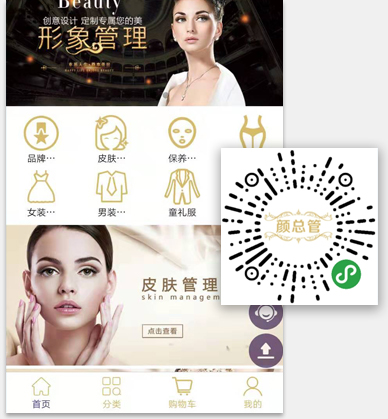 Beauty
创意设计 定制专属您的美
形象管理
品牌…
皮肤…
保养…
女装…
男装…
童礼服
颜总管
皮肤管理
skin managem
点击查看
首页
分类
购物车
我的